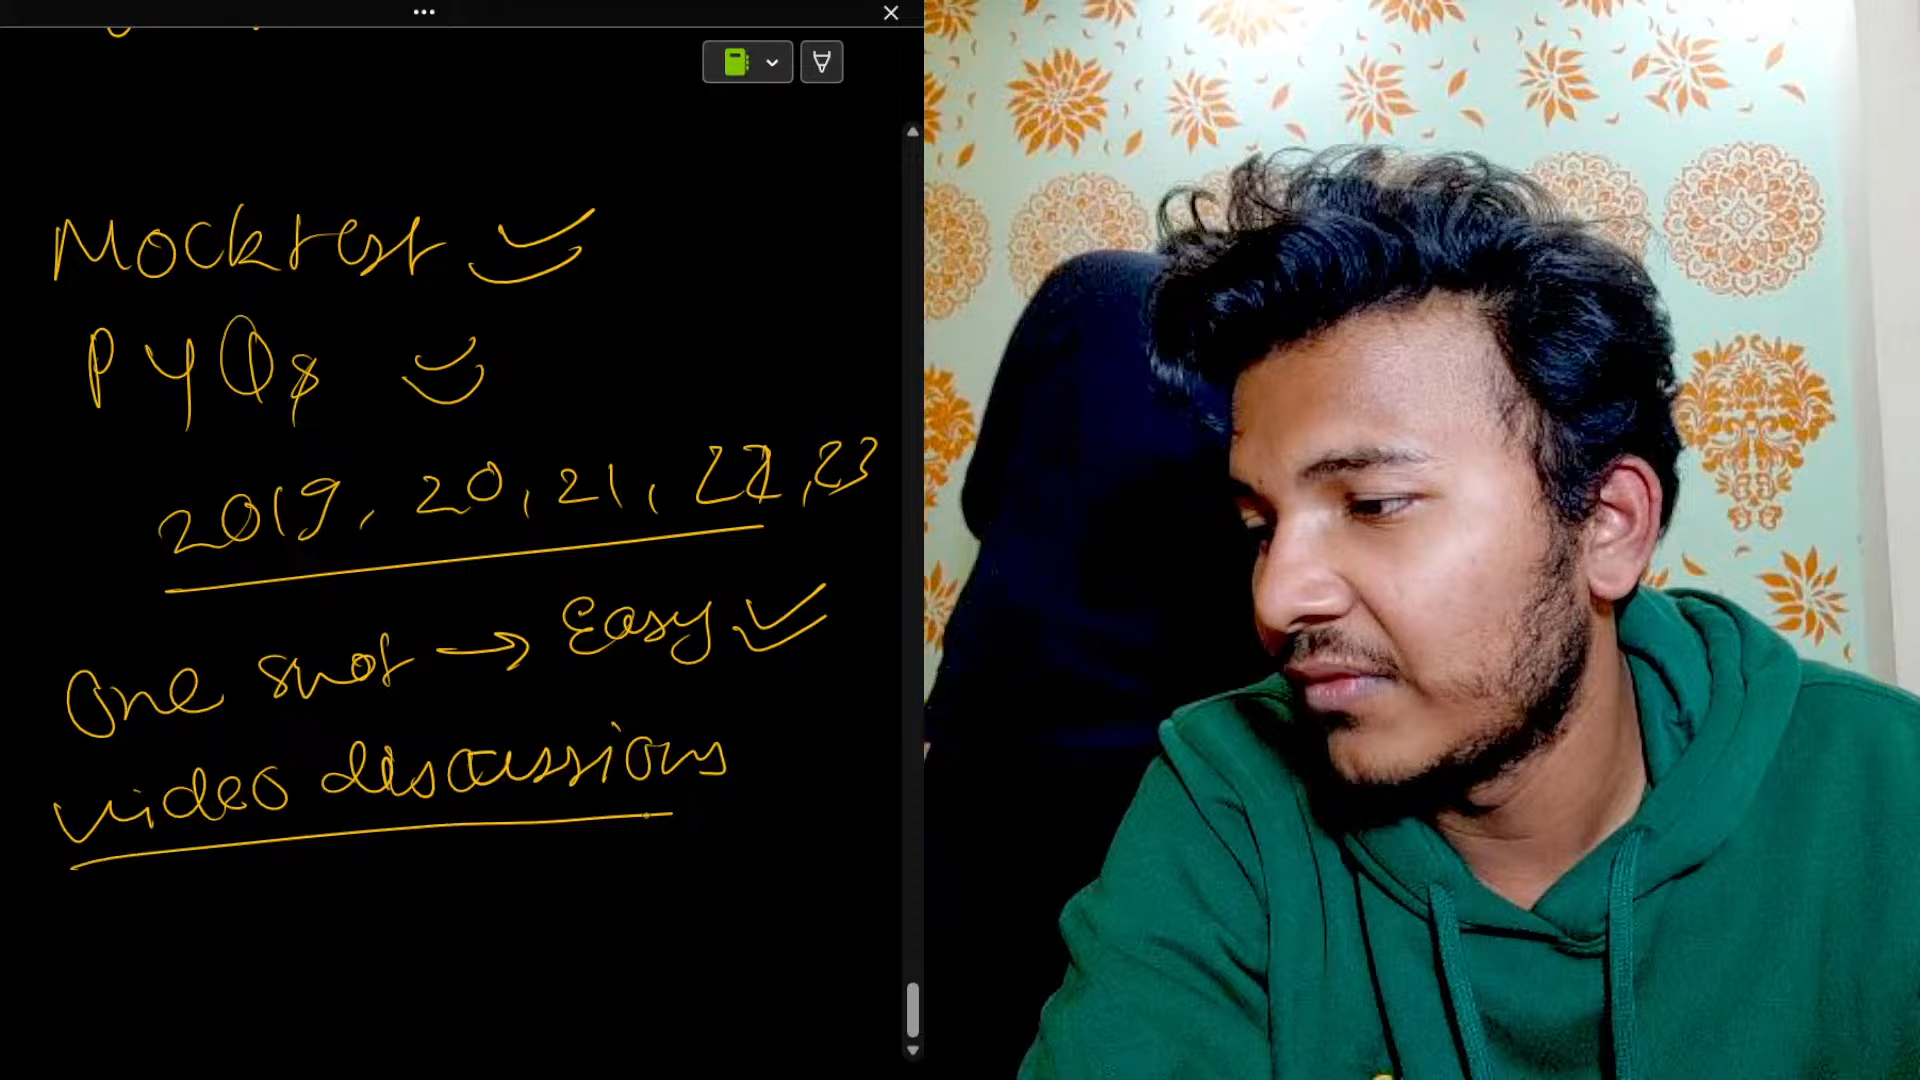 Mocktest
PYQs
2019, 20, 21, 22, 23
One shot → Easy
video discussions